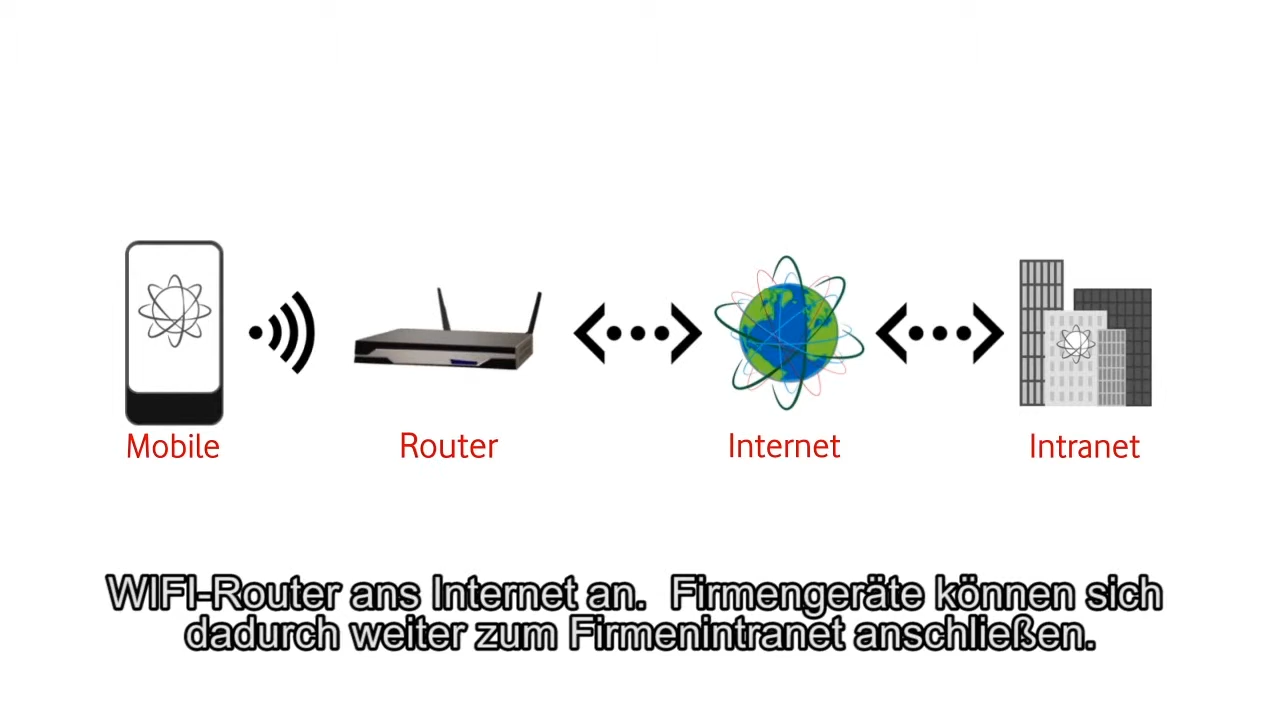 Mobile Router Internet Intranet
WIFI-Router ans Internet an. Firmengeräte können sich
dadurch weiter zum Firmenintranet anschließen.